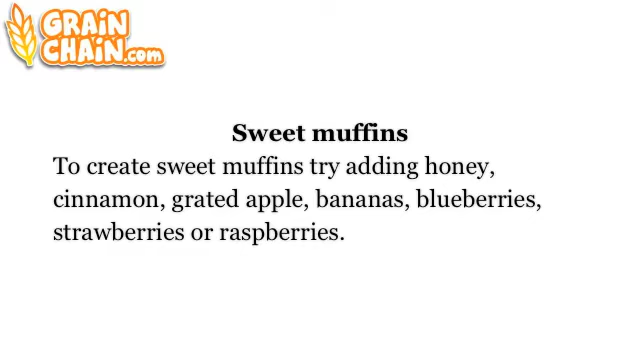 GRAIN
CHAIN.com
Sweet muffins
To create sweet muffins try adding honey,
cinnamon, grated apple, bananas, blueberries,
strawberries or raspberries.